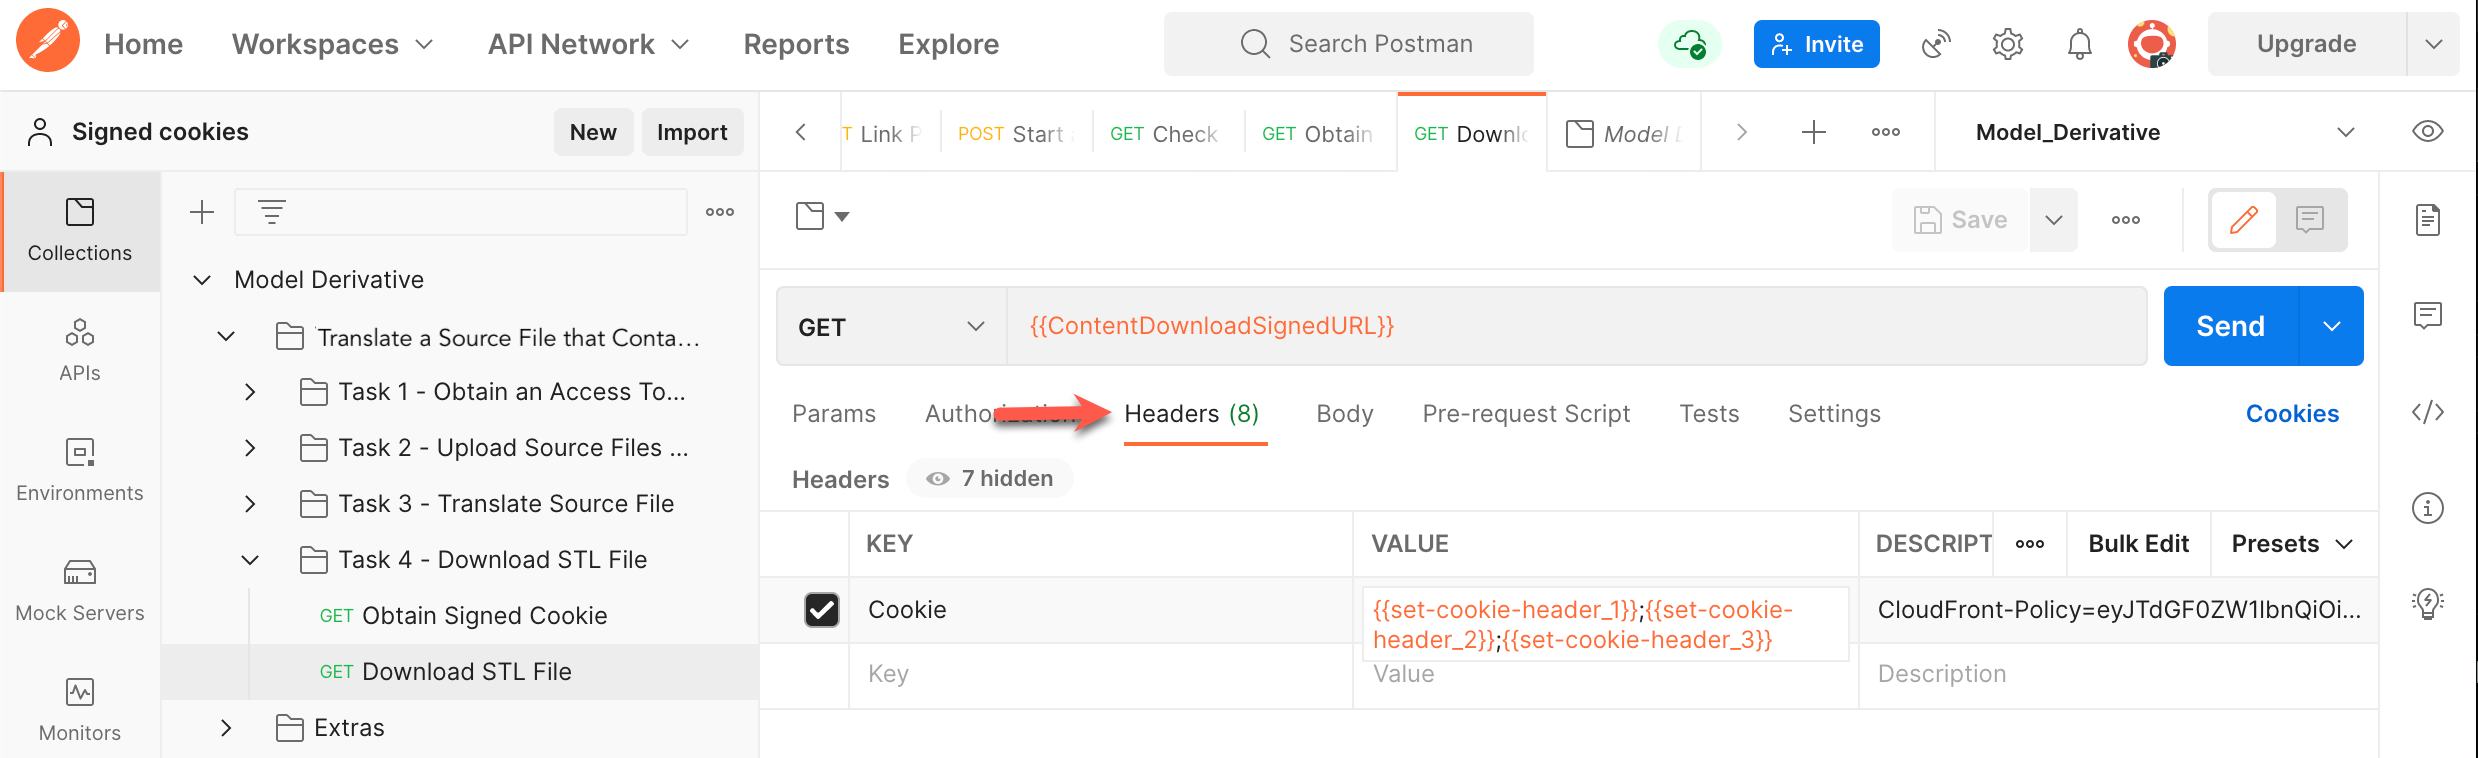 Home Workspaces API Network Reports Explore Search Postman Invite Upgrade
Signed cookies New Import
T Link P POST Start GET Check GET Obtain GET Downlo Model D Model_Derivative
Collections
APIs
Environments
Mock Servers
Monitors
Model Derivative
Translate a Source File that Conta...
Task 1 - Obtain an Access To...
Task 2 - Upload Source Files ...
Task 3 - Translate Source File
Task 4 - Download STL File
GET Obtain Signed Cookie
GET Download STL File
Extras
Save
GET {{ContentDownloadSignedURL}} Send
Params Authorization Headers (8) Body Pre-request Script Tests Settings Cookies
Headers 7 hidden
KEY VALUE DESCRIPT Bulk Edit Presets
Cookie {{set-cookie-header_1}};{{set-cookie-
header_2}};{{set-cookie-header_3}} CloudFront-Policy=eyJTdGF0ZW1lbnQiOi...
Key Value Description